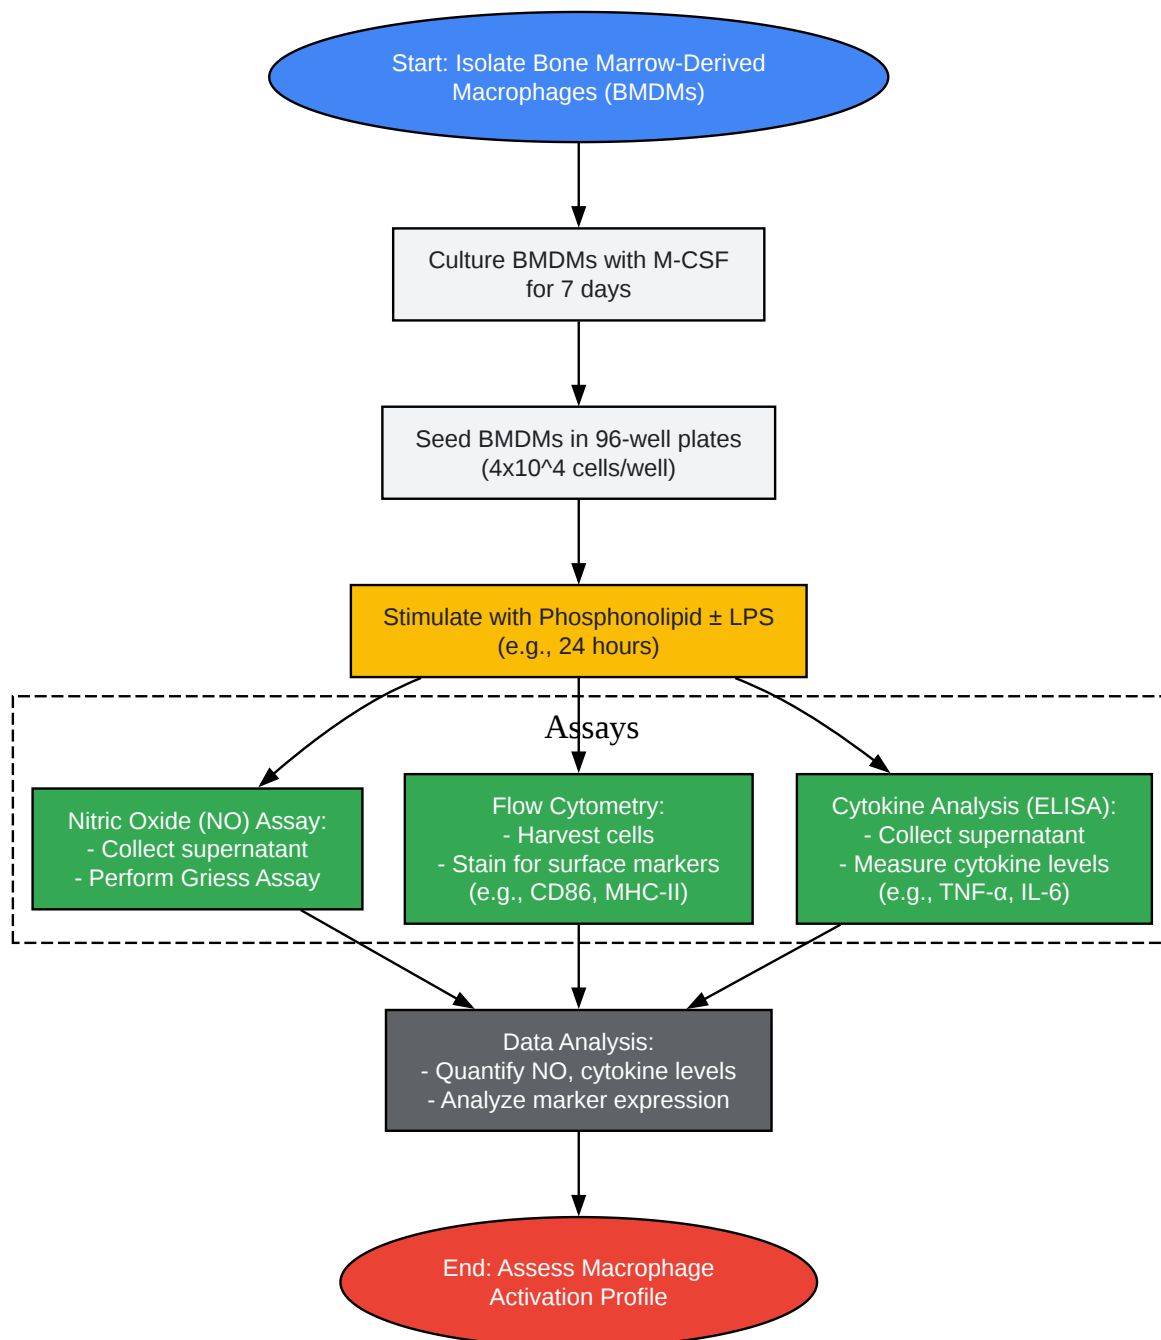 Start: Isolate Bone Marrow-Derived
Macrophages (BMDMs)
Culture BMDMs with M-CSF
for 7 days
Seed BMDMs in 96-well plates
(4x10^4 cells/well)
Stimulate with Phosphonolipid ± LPS
(e.g., 24 hours)
Assays
Nitric Oxide (NO) Assay:
- Collect supernatant
- Perform Griess Assay
Flow Cytometry:
- Harvest cells
- Stain for surface markers
(e.g., CD86, MHC-II)
Cytokine Analysis (ELISA):
- Collect supernatant
- Measure cytokine levels
(e.g., TNF-α, IL-6)
Data Analysis:
- Quantify NO, cytokine levels
- Analyze marker expression
End: Assess Macrophage
Activation Profile